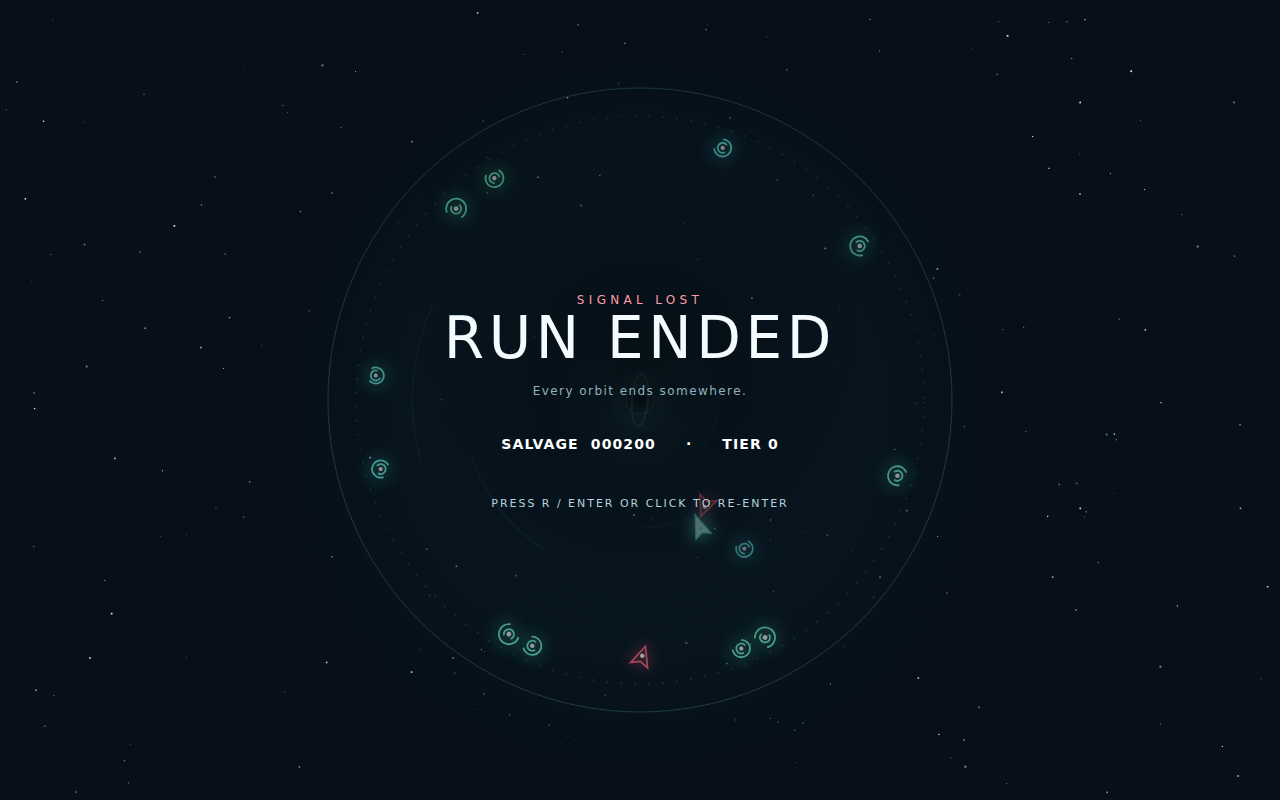 SIGNAL LOST
RUN ENDED
Every orbit ends somewhere.
SALVAGE 000200 · TIER 0
PRESS R / ENTER OR CLICK TO RE-ENTER